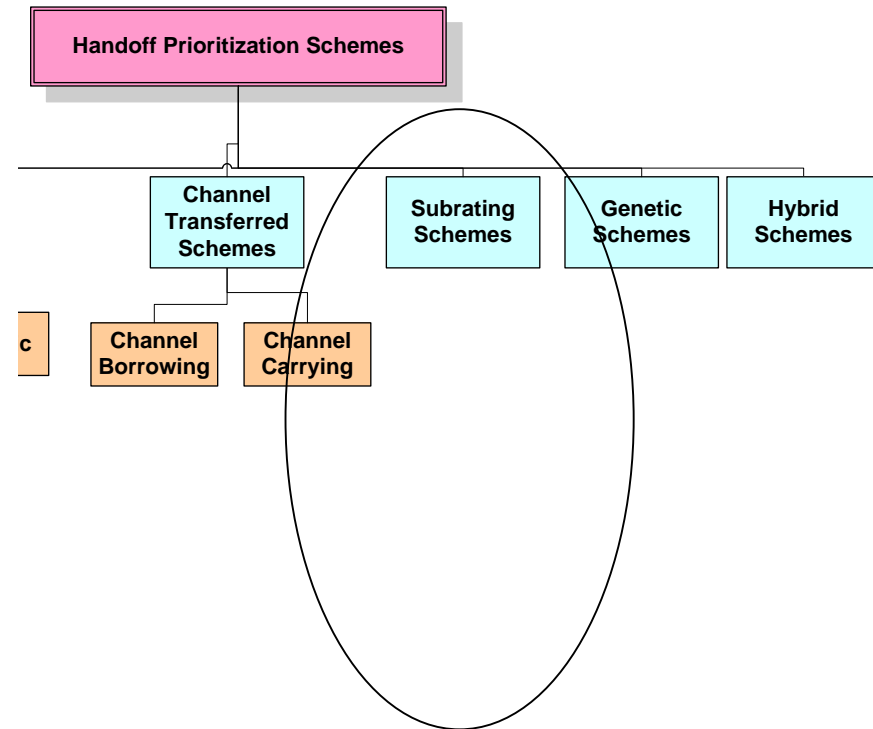 Handoff Prioritization Schemes
Channel
Transferred
Schemes
Subrating
Schemes
Genetic
Schemes
Hybrid
Schemes
c
Channel
Borrowing
Channel
Carrying